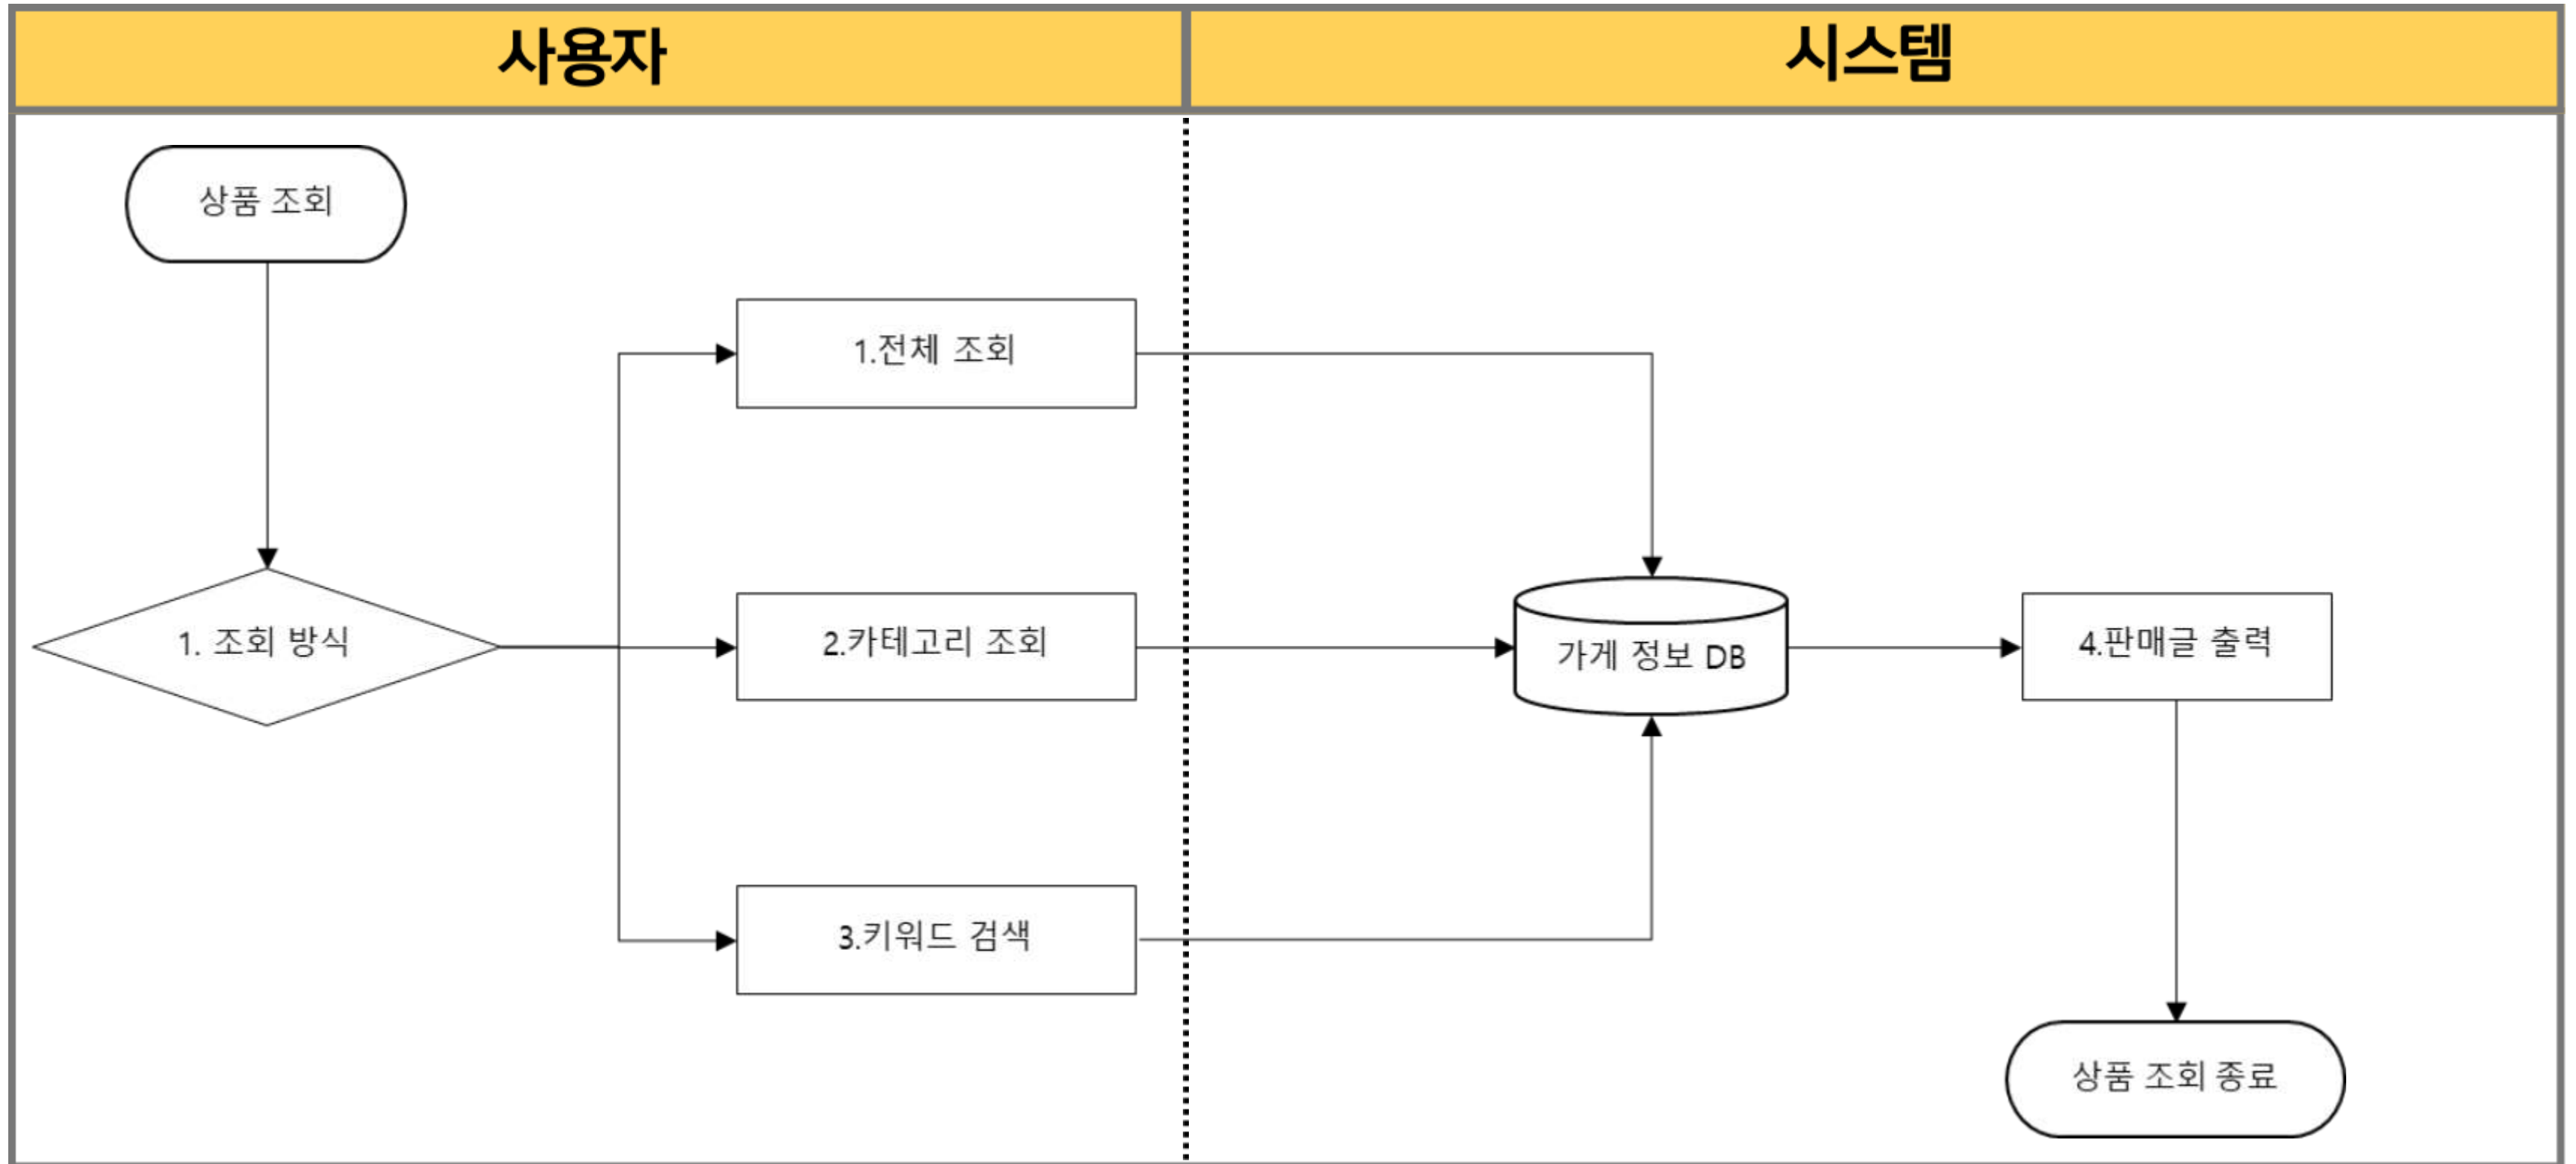 사용자
시스템
상품 조회
1.전체 조회
1. 조회 방식
2.카테고리 조회
가게 정보 DB
4.판매글 출력
3.키워드 검색
상품 조회 종료